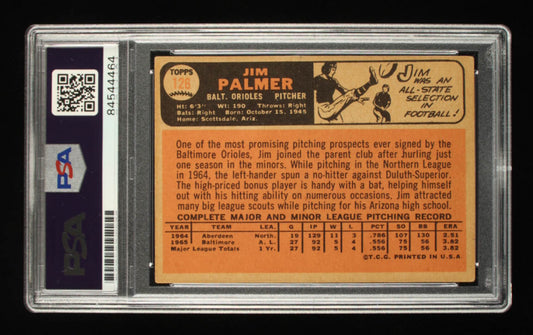 84544464
PSA
PSA
TOPPS
126
JIM
PALMER
BALT. ORIOLES PITCHER
Ht: 6'3" Wt: 190 Throws: Right
Bats: Right Born: October 15, 1945
Home: Scottsdale, Ariz.
JIM
WAS AN
ALL-STATE
SELECTION
IN
FOOTBALL!
One of the most promising pitching prospects ever signed by the
Baltimore Orioles, Jim joined the parent club after hurling just
one season in the minors. While pitching in the Northern League
in 1964, the left-hander spun a no-hitter against Duluth-Superior.
The high-priced bonus player is handy with a bat, helping himself
out with his hitting ability on numerous occasions. Jim attracted
many big league scouts while pitching for his Arizona high school.
COMPLETE MAJOR AND MINOR LEAGUE PITCHING RECORD
YEAR TEAM LEA. G IP W L PCT. SO BB ERA
1964 Aberdeen North. 19 129 11 3 .786 107 130 2.51
1965 Baltimore A. L. 27 92 5 4 .556 75 56 3.82
Major League Totals 1 Yr. 27 92 5 4 .556 75 56 3.82
©T.C.G. PRINTED IN U.S.A